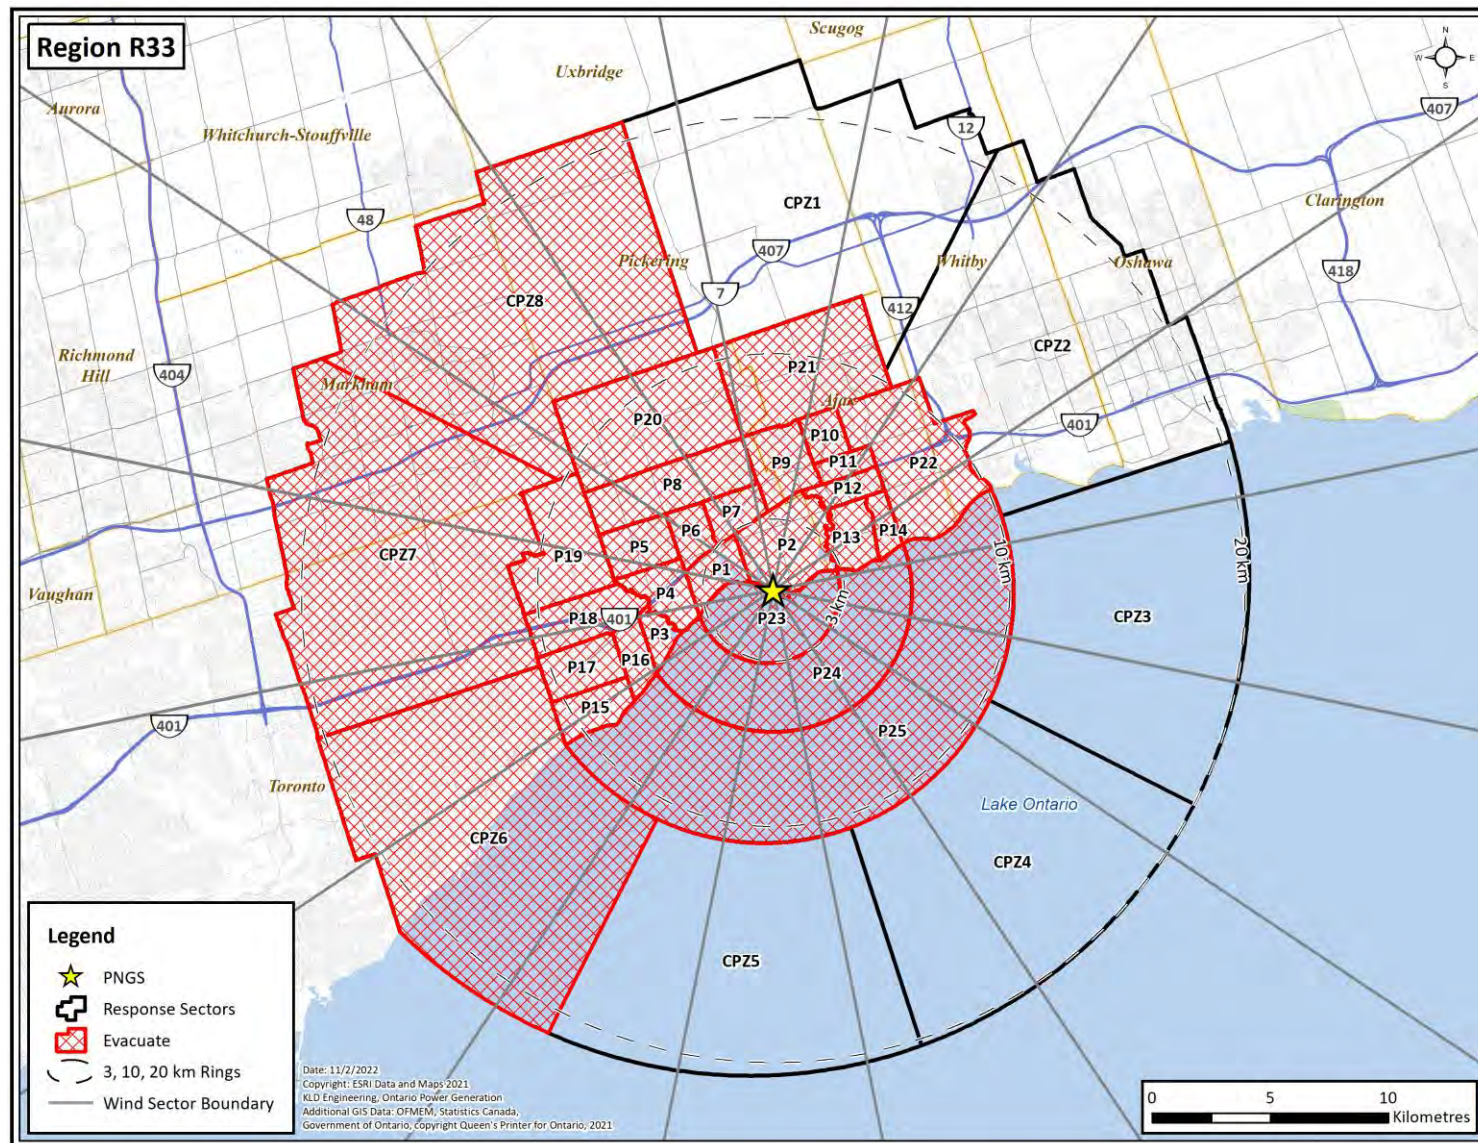 Region R33
Scugog
Uxbridge
Aurora
Whitchurch-Stouffville
N
W E
S
407
12
48
CPZ1
Clarington
407
Pickering
Whitby
Oshawa
418
7
CPZ8
412
Richmond
Hill
404
Markham
P21
CPZ2
Ajax
P20
P10
401
P9
P11
P22
P8
P12
P7
P6
P5
P2
P13
P14
CPZ7
P19
P1
10 km
20 km
Vaughan
P4
3 km
P18
401
P23
CPZ3
P3
P17
P16
P24
P15
401
P25
Toronto
Lake Ontario
CPZ6
CPZ4
CPZ5
Legend
PNGS
Response Sectors
Evacuate
3, 10, 20 km Rings
Wind Sector Boundary
Date: 11/2/2022
Copyright: ESRI Data and Maps 2021
KLD Engineering, Ontario Power Generation
Additional GIS Data: OFMEM, Statistics Canada,
Government of Ontario, copyright Queen's Printer for Ontario, 2021
0 5 10
Kilometres